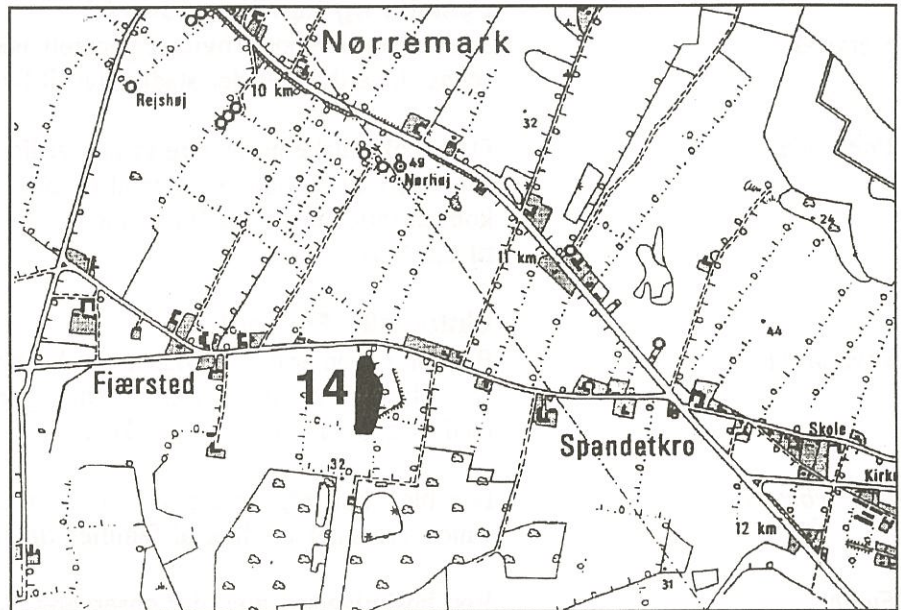 Nørremark
10 km
Rejshøj
32
49
Nørhøj
24
11 km
44
Fjærsted
14
Spandetkro
Skole
Kirke
32
12 km
31